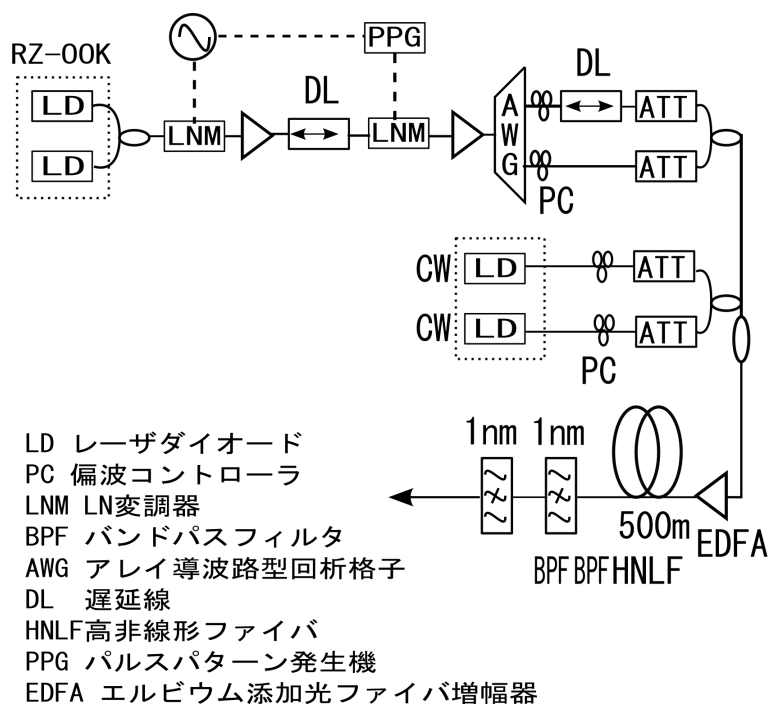 PPG
RZ-OOK
DL
DL
LD
A
ATT
LNM
LNM
W
LD
G
ATT
PC
CW
LD
ATT
CW
LD
ATT
PC
1nm 1nm
500m
EDFA
BPF BPF HNLF
LD レーザダイオード
PC 偏波コントローラ
LNM LN変調器
BPF バンドパスフィルタ
AWG アレイ導波路型回析格子
DL 遅延線
HNLF高非線形ファイバ
PPG パルスパターン発生機
EDFA エルビウム添加光ファイバ増幅器